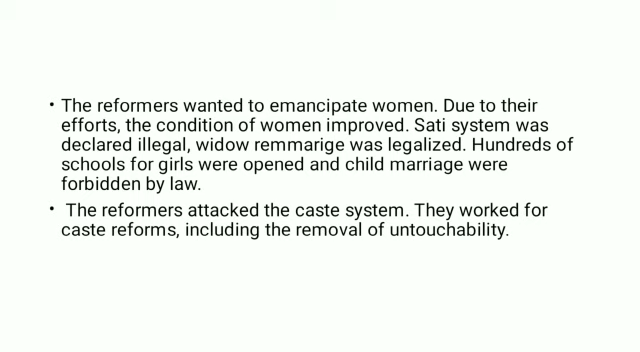 • The reformers wanted to emancipate women. Due to their
efforts, the condition of women improved. Sati system was
declared illegal, widow remmarige was legalized. Hundreds of
schools for girls were opened and child marriage were
forbidden by law.
• The reformers attacked the caste system. They worked for
caste reforms, including the removal of untouchability.